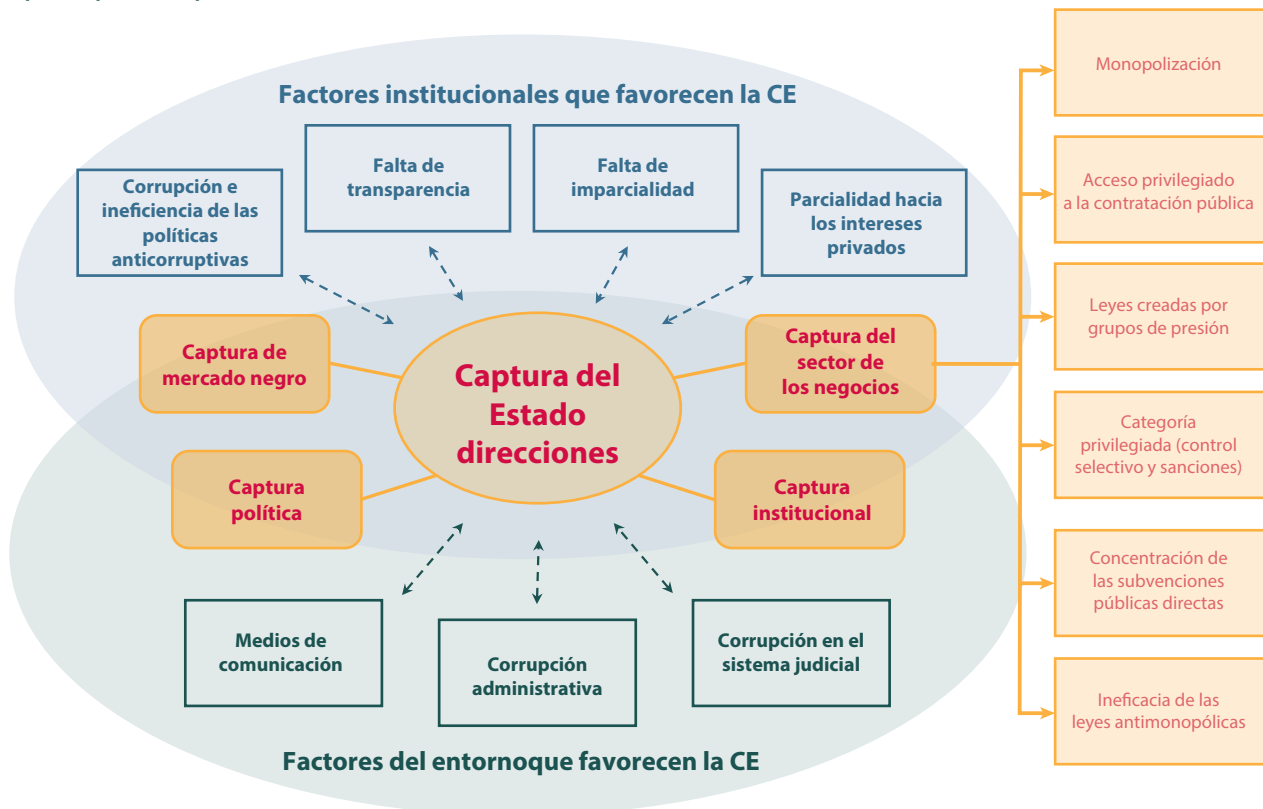 Factores institucionales que favorecen la CE
Corrupción e
ineficiencia de las
políticas
anticorruptivas
Falta de
transparencia
Falta de
imparcialidad
Parcialidad hacia
los intereses
privados
Captura de
mercado negro
Captura del
Estado
direcciones
Captura del
sector de
los negocios
Captura
política
Captura
institucional
Medios de
comunicación
Corrupción
administrativa
Corrupción en el
sistema judicial
Factores del entornoque favorecen la CE
Monopolización
Acceso privilegiado
a la contratación pública
Leyes creadas por
grupos de presión
Categoría
privilegiada (control
selectivo y sanciones)
Concentración de
las subvenciones
públicas directas
Ineficacia de las
leyes antimonopólicas